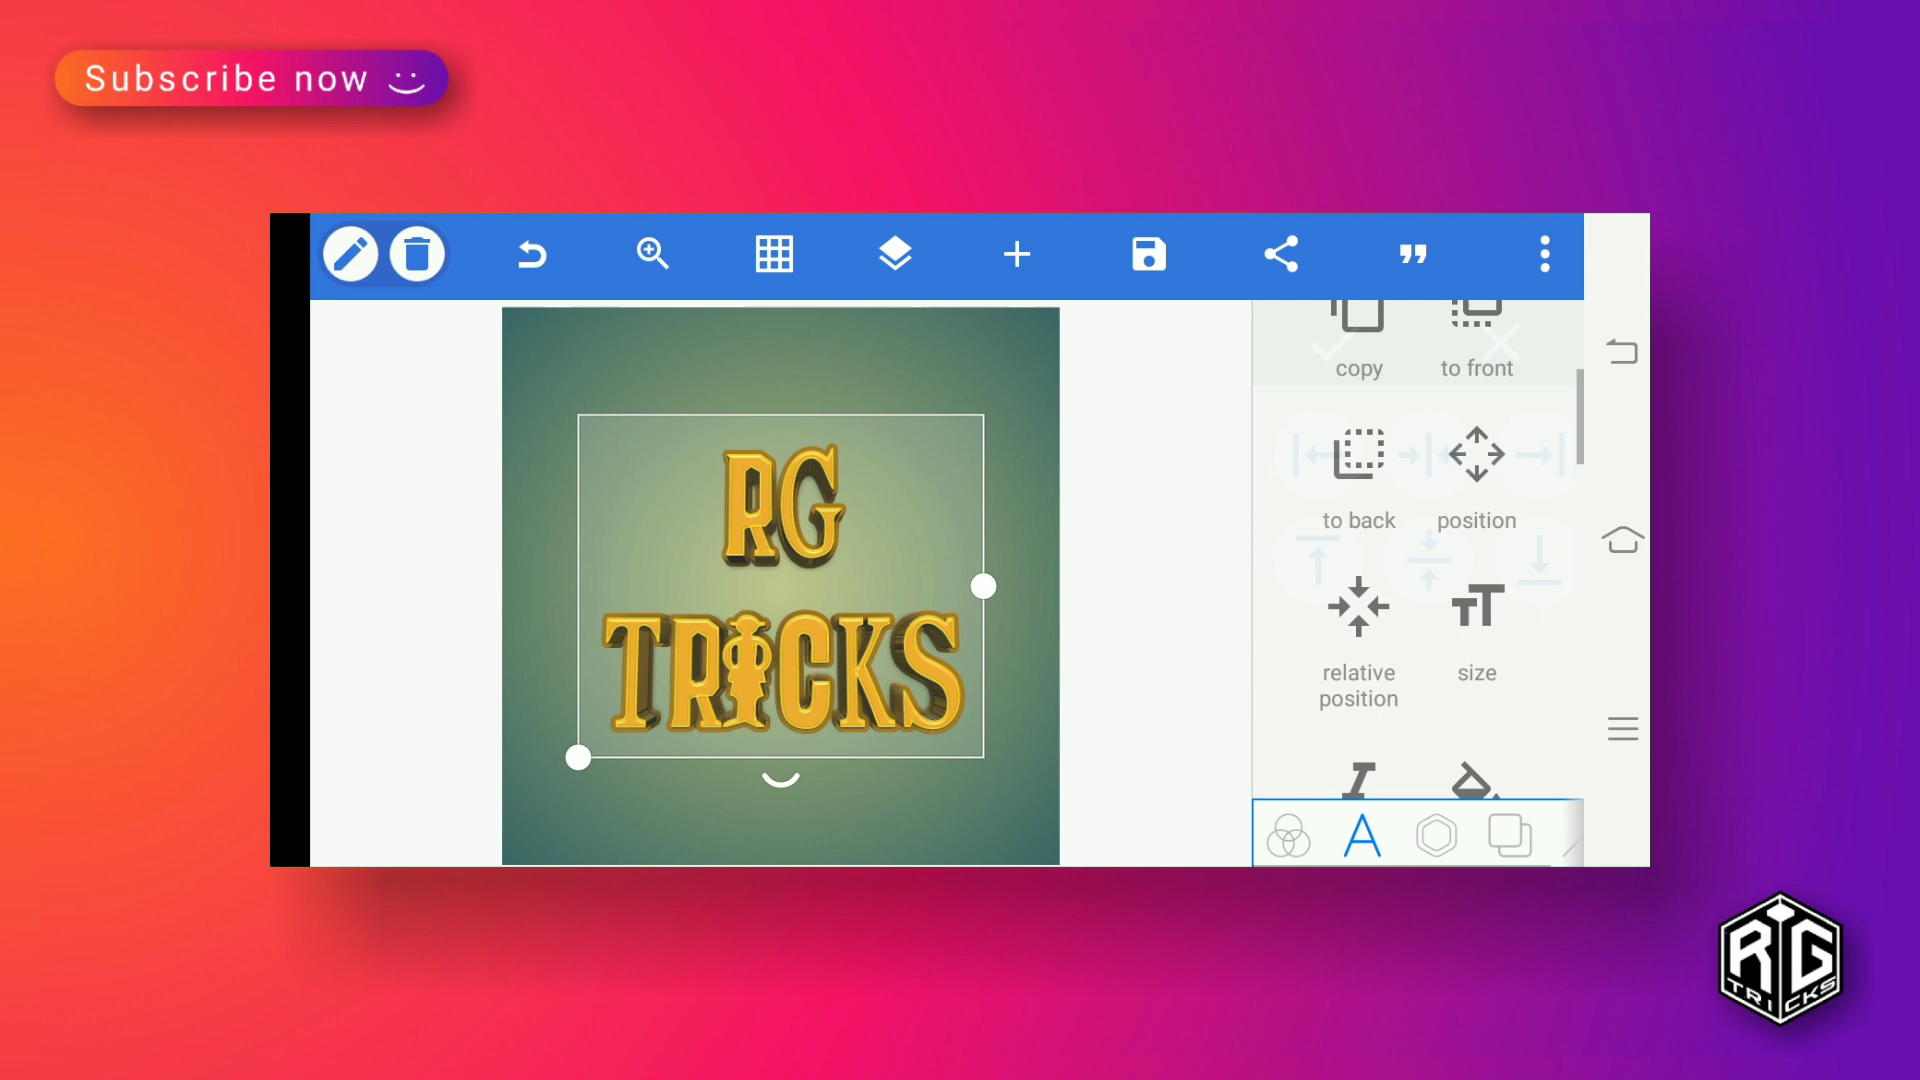 Subscribe now
copy
to front
RG
TRICKS
to back
position
relative
position
size
RG
TRICKS